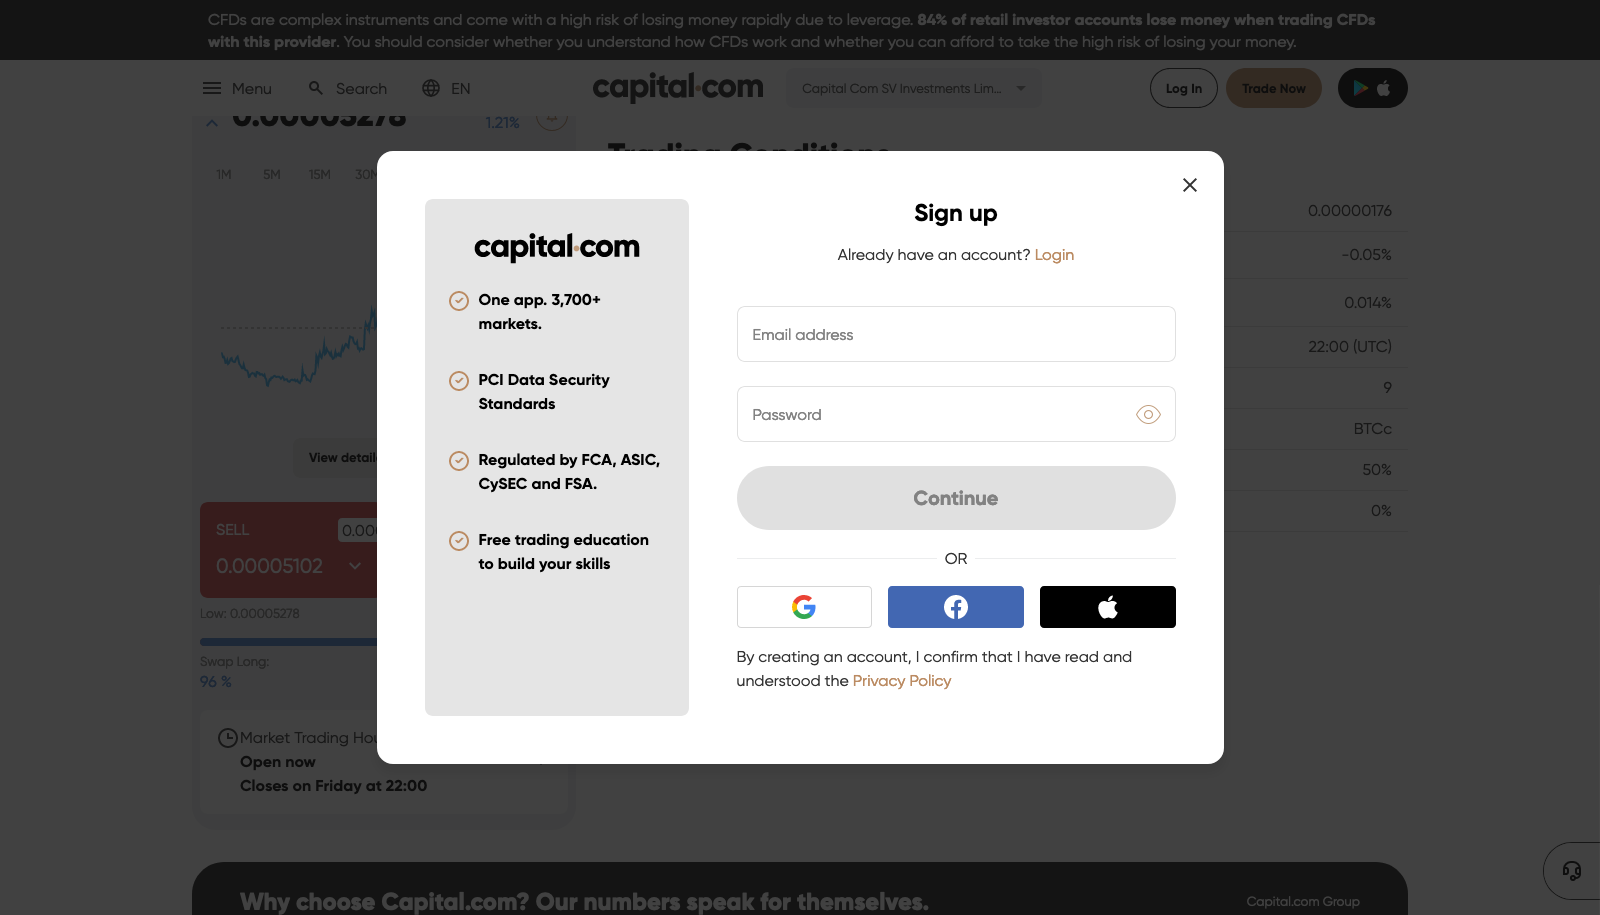 CFDs are complex instruments and come with a high risk of losing money rapidly due to leverage. 84% of retail investor accounts lose money when trading CFDs
with this provider. You should consider whether you understand how CFDs work and whether you can afford to take the high risk of losing your money.
Menu
Search
EN
capital.com
Capital Com SV Investments Lim...
Log In
Trade Now
0.00005278
1.21%
Trading Conditions
1M
5M
15M
30M
0.00000176
-0.05%
0.014%
22:00 (UTC)
9
BTCc
50%
0%
View details
SELL
0.00005102
Low: 0.00005278
Swap Long:
96 %
Market Trading Hou
Open now
Closes on Friday at 22:00
capital.com
One app. 3,700+
markets.
PCI Data Security
Standards
Regulated by FCA, ASIC,
CySEC and FSA.
Free trading education
to build your skills
Sign up
Already have an account? Login
Email address
Password
Continue
OR
By creating an account, I confirm that I have read and
understood the Privacy Policy
Why choose Capital.com? Our numbers speak for themselves.
Capital.com Group